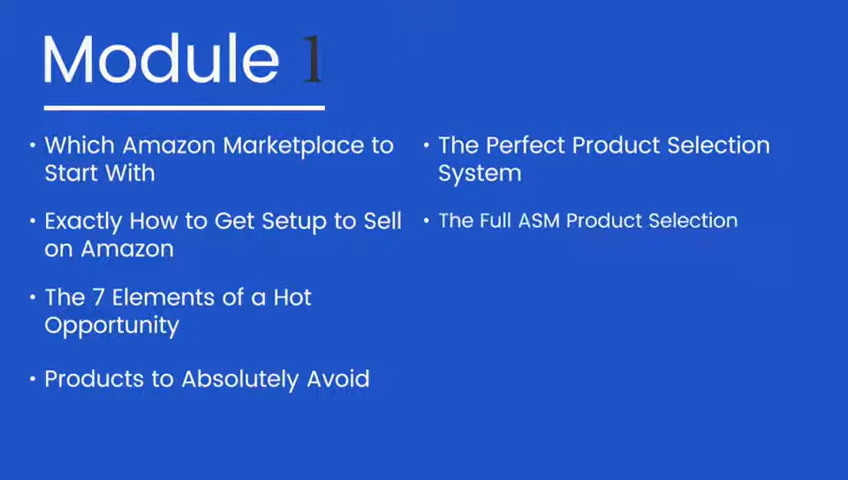 Module 1
• Which Amazon Marketplace to
Start With
• Exactly How to Get Setup to Sell
on Amazon
• The 7 Elements of a Hot
Opportunity
• Products to Absolutely Avoid
• The Perfect Product Selection
System
• The Full ASM Product Selection